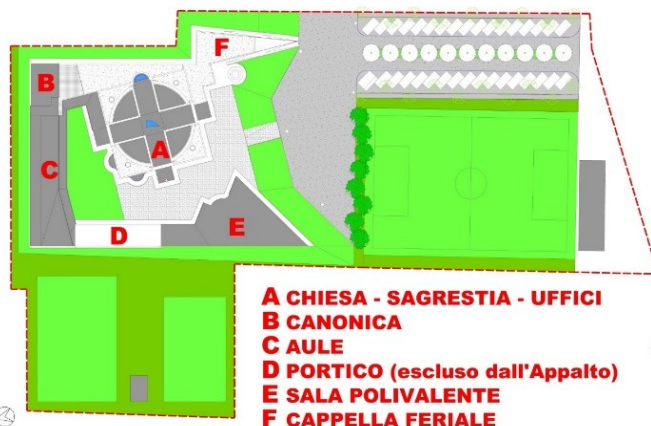 F
B
A
C
D
E
A CHIESA - SAGRESTIA - UFFICI
B CANONICA
C AULE
D PORTICO (escluso dall'Appalto)
E SALA POLIVALENTE
F CAPPELLA FERIALE